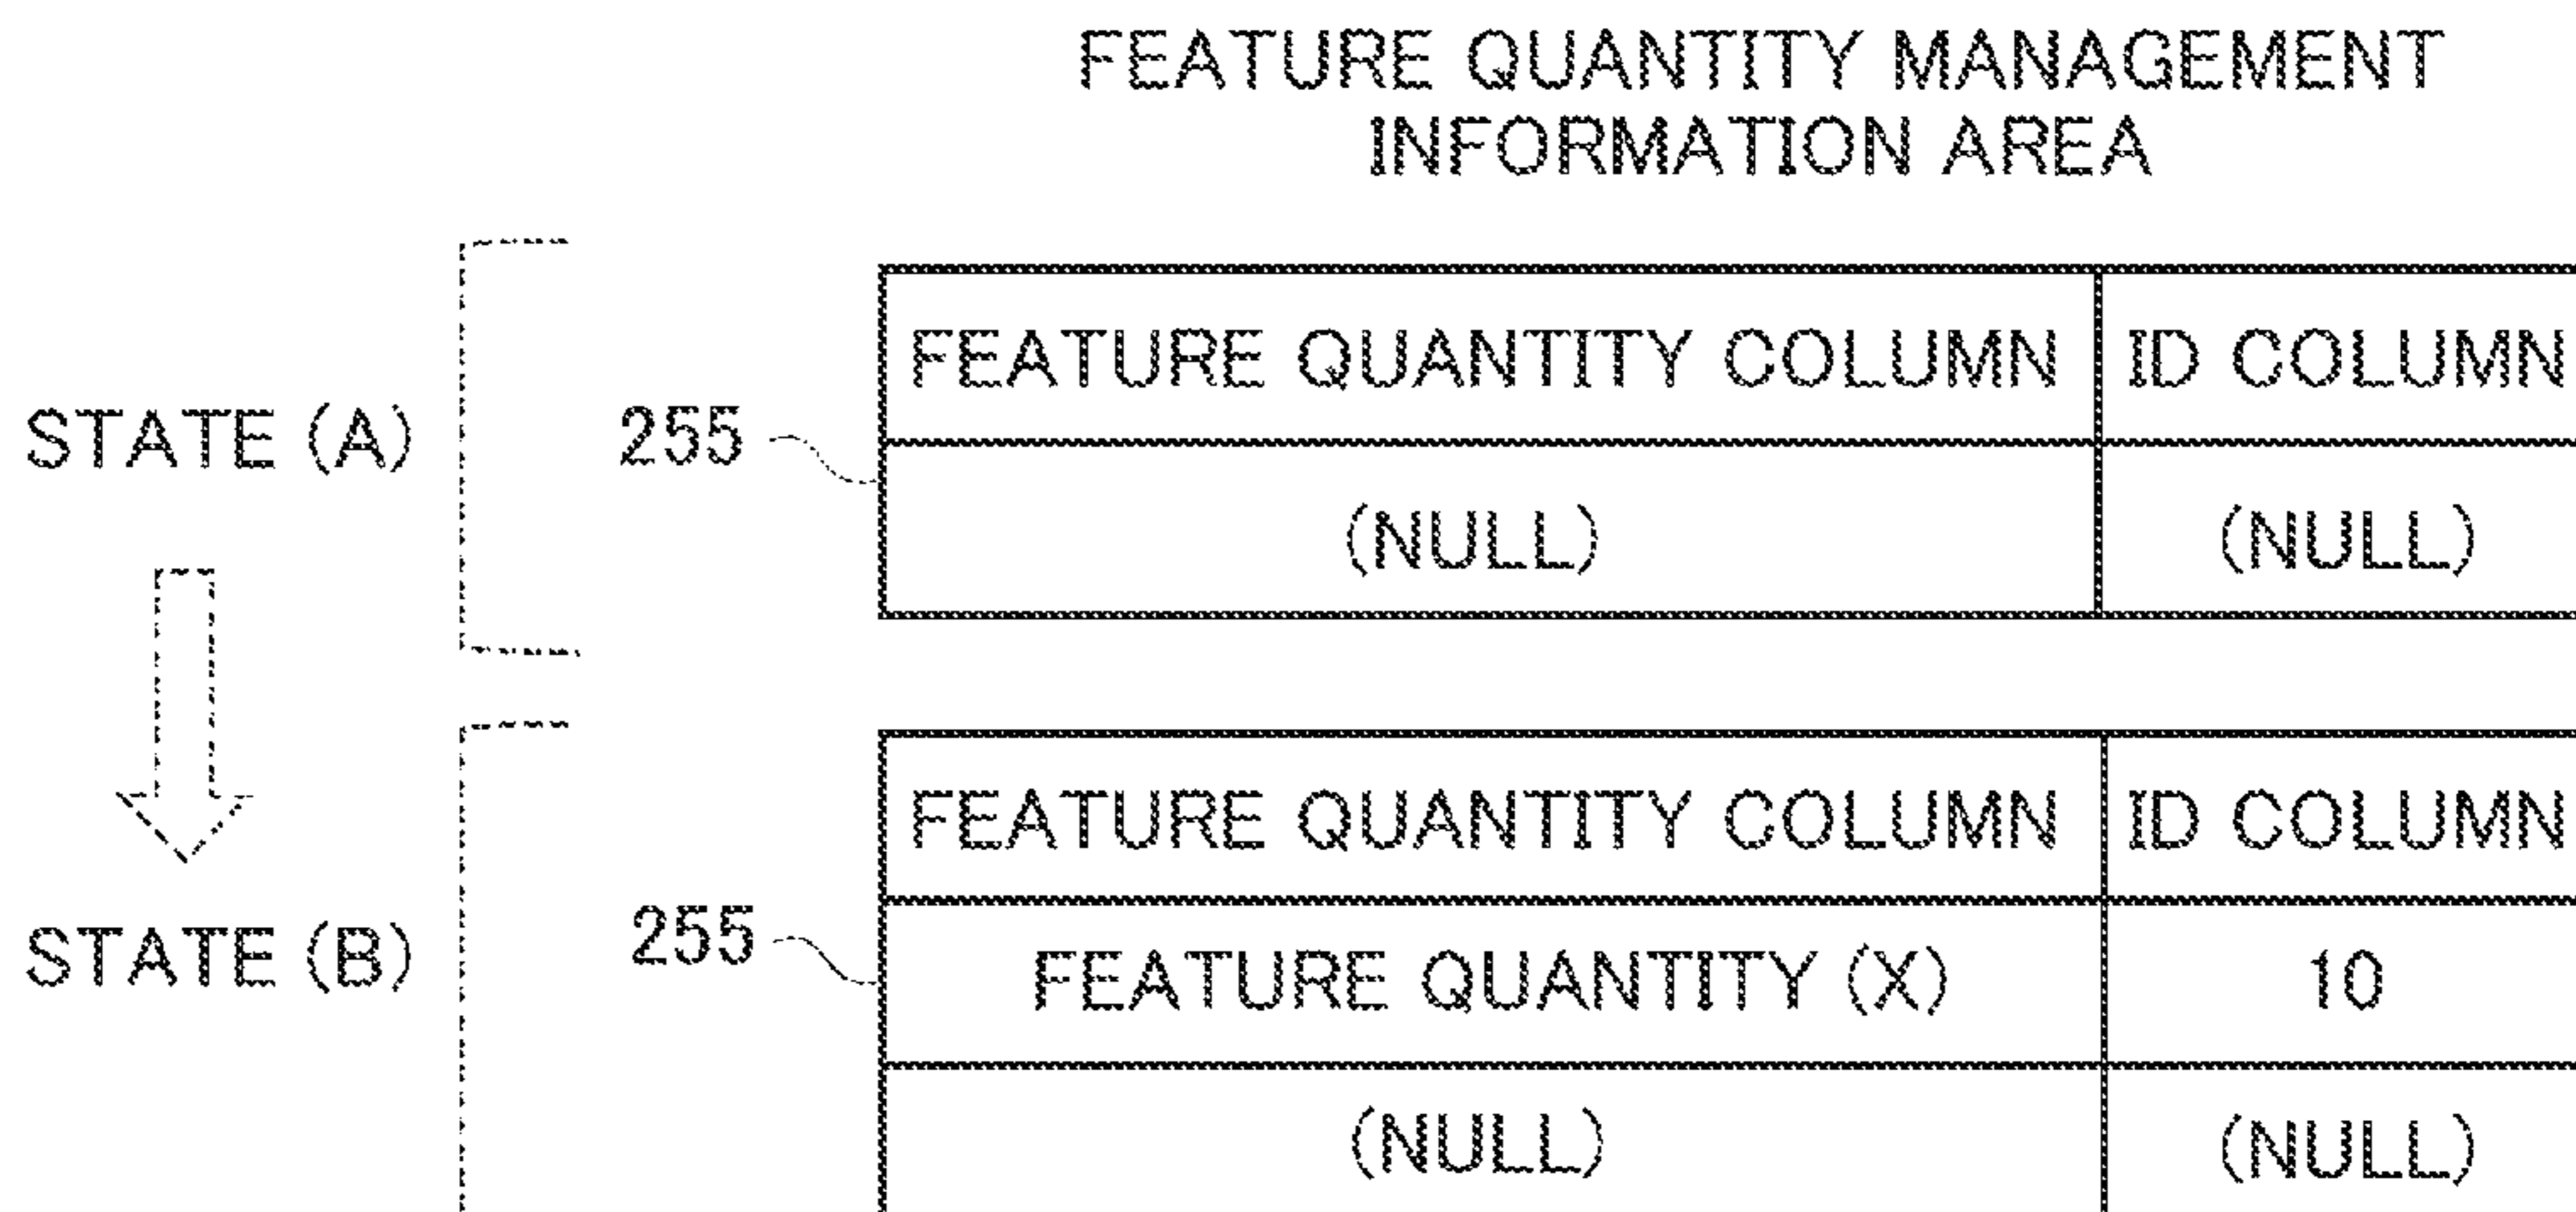 FEATURE QUANTITY MANAGEMENT
INFORMATION AREA
STATE (A)
255
FEATURE QUANTITY COLUMN ID COLUMN
(NULL) (NULL)
STATE (B)
255
FEATURE QUANTITY COLUMN ID COLUMN
FEATURE QUANTITY (X) 10
(NULL) (NULL)